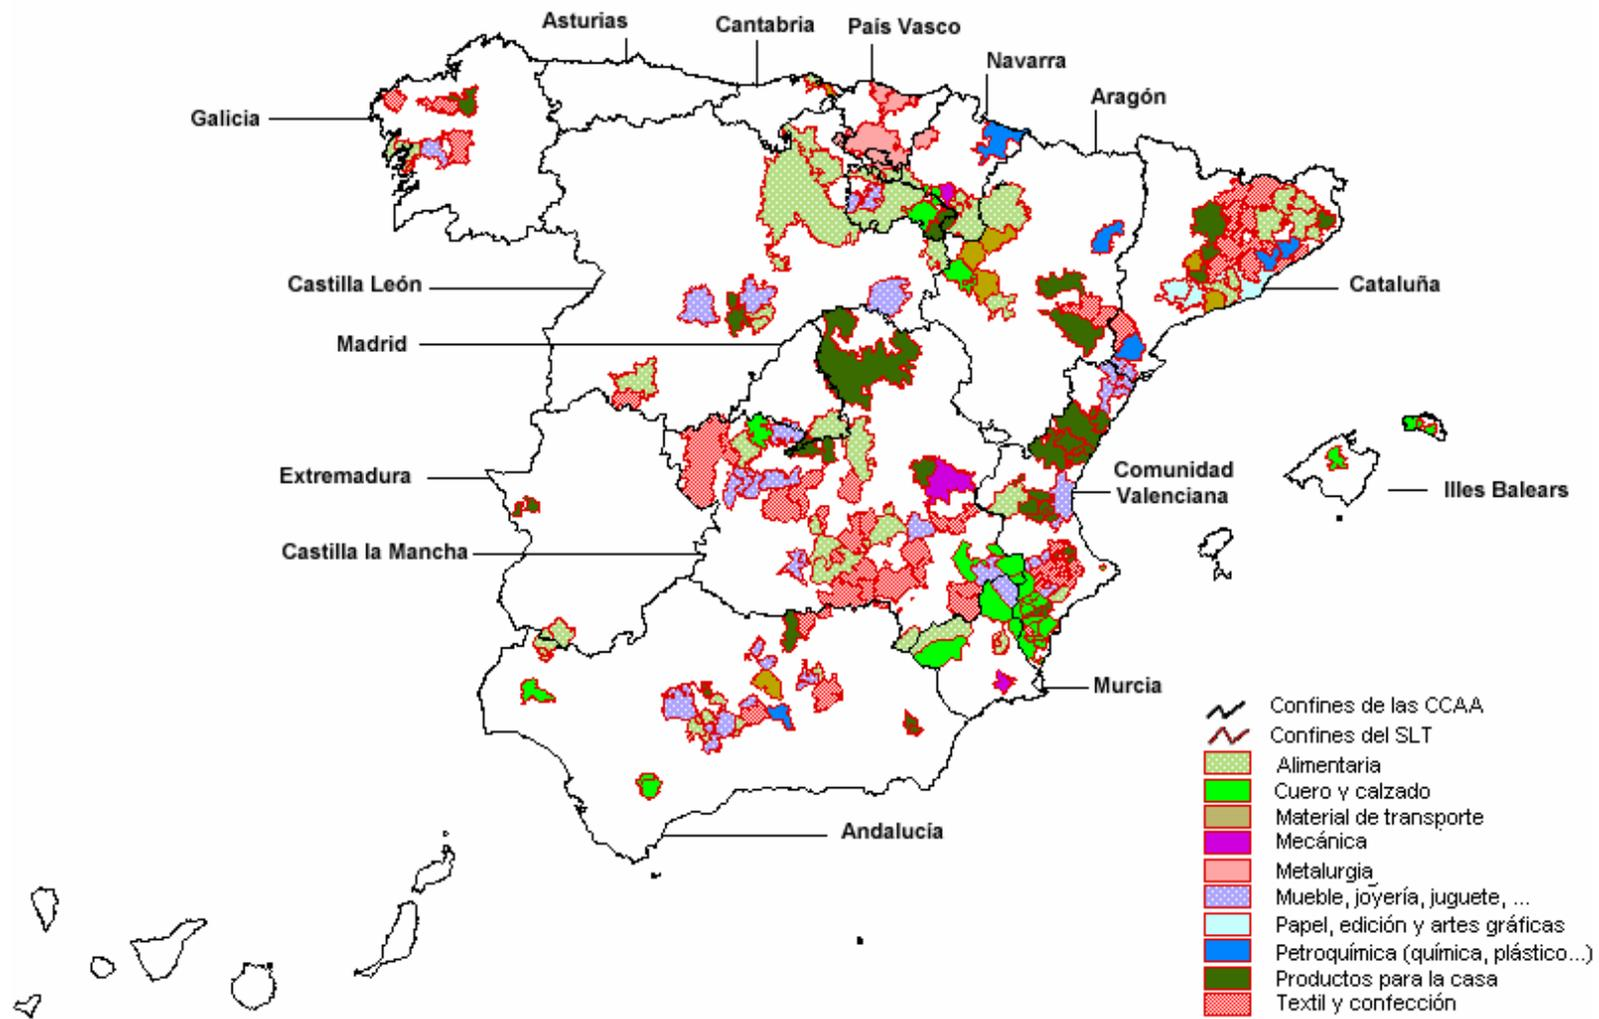 Asturias
Cantabria
País Vasco
Navarra
Aragón
Galicia
Castilla León
Cataluña
Madrid
Extremadura
Comunidad
Valenciana
Illes Balears
Castilla la Mancha
Murcia
Andalucía
Confines de las CCAA
Confines del SLT
Alimentaria
Cuero y calzado
Material de transporte
Mecánica
Metalurgia
Mueble, joyería, juguete, ...
Papel, edición y artes gráficas
Petroquímica (química, plástico...)
Productos para la casa
Textil y confección